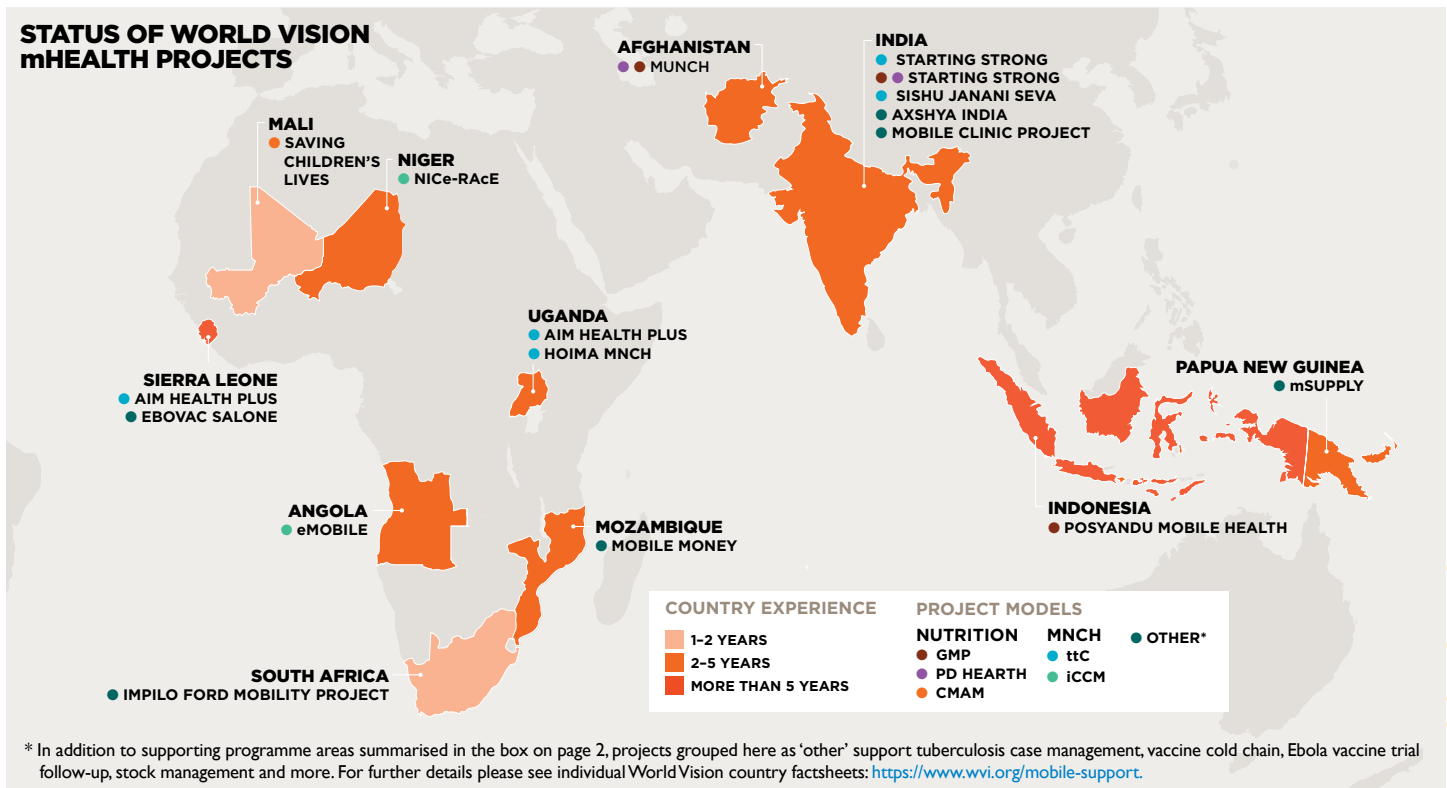 STATUS OF WORLD VISION
mHEALTH PROJECTS
AFGHANISTAN
MUNCH
INDIA
STARTING STRONG
STARTING STRONG
SISHU JANANI SEVA
AXSHYA INDIA
MOBILE CLINIC PROJECT
MALI
SAVING
CHILDREN'S
LIVES
NIGER
NICe-RAcE
UGANDA
AIM HEALTH PLUS
HOIMA MNCH
SIERRA LEONE
AIM HEALTH PLUS
EBOVAC SALONE
PAPUA NEW GUINEA
mSUPPLY
ANGOLA
eMOBILE
MOZAMBIQUE
MOBILE MONEY
INDONESIA
POSYANDU MOBILE HEALTH
SOUTH AFRICA
IMPILO FORD MOBILITY PROJECT
COUNTRY EXPERIENCE
1–2 YEARS
2–5 YEARS
MORE THAN 5 YEARS
PROJECT MODELS
NUTRITION
GMP
PD HEARTH
CMAM
MNCH
ttC
iCCM
OTHER*
* In addition to supporting programme areas summarised in the box on page 2, projects grouped here as 'other' support tuberculosis case management, vaccine cold chain, Ebola vaccine trial
follow-up, stock management and more. For further details please see individual World Vision country factsheets: https://www.wvi.org/mobile-support.